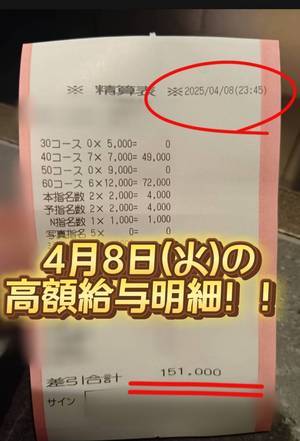 ※ 精算表 ※2025/04/08(23:45)
30コース 0× 5,000= 0
40コース 7× 7,000= 49,000
50コース 0× 9,000= 0
60コース 6×12,000= 72,000
本指名数 2× 2,000= 4,000
予指名数 2× 2,000= 4,000
N指名数 1× 1,000= 1,000
写真指名 5× 0= 0
4月8日(火)の
高額給与明細！！
差引合計 151,000
サイン